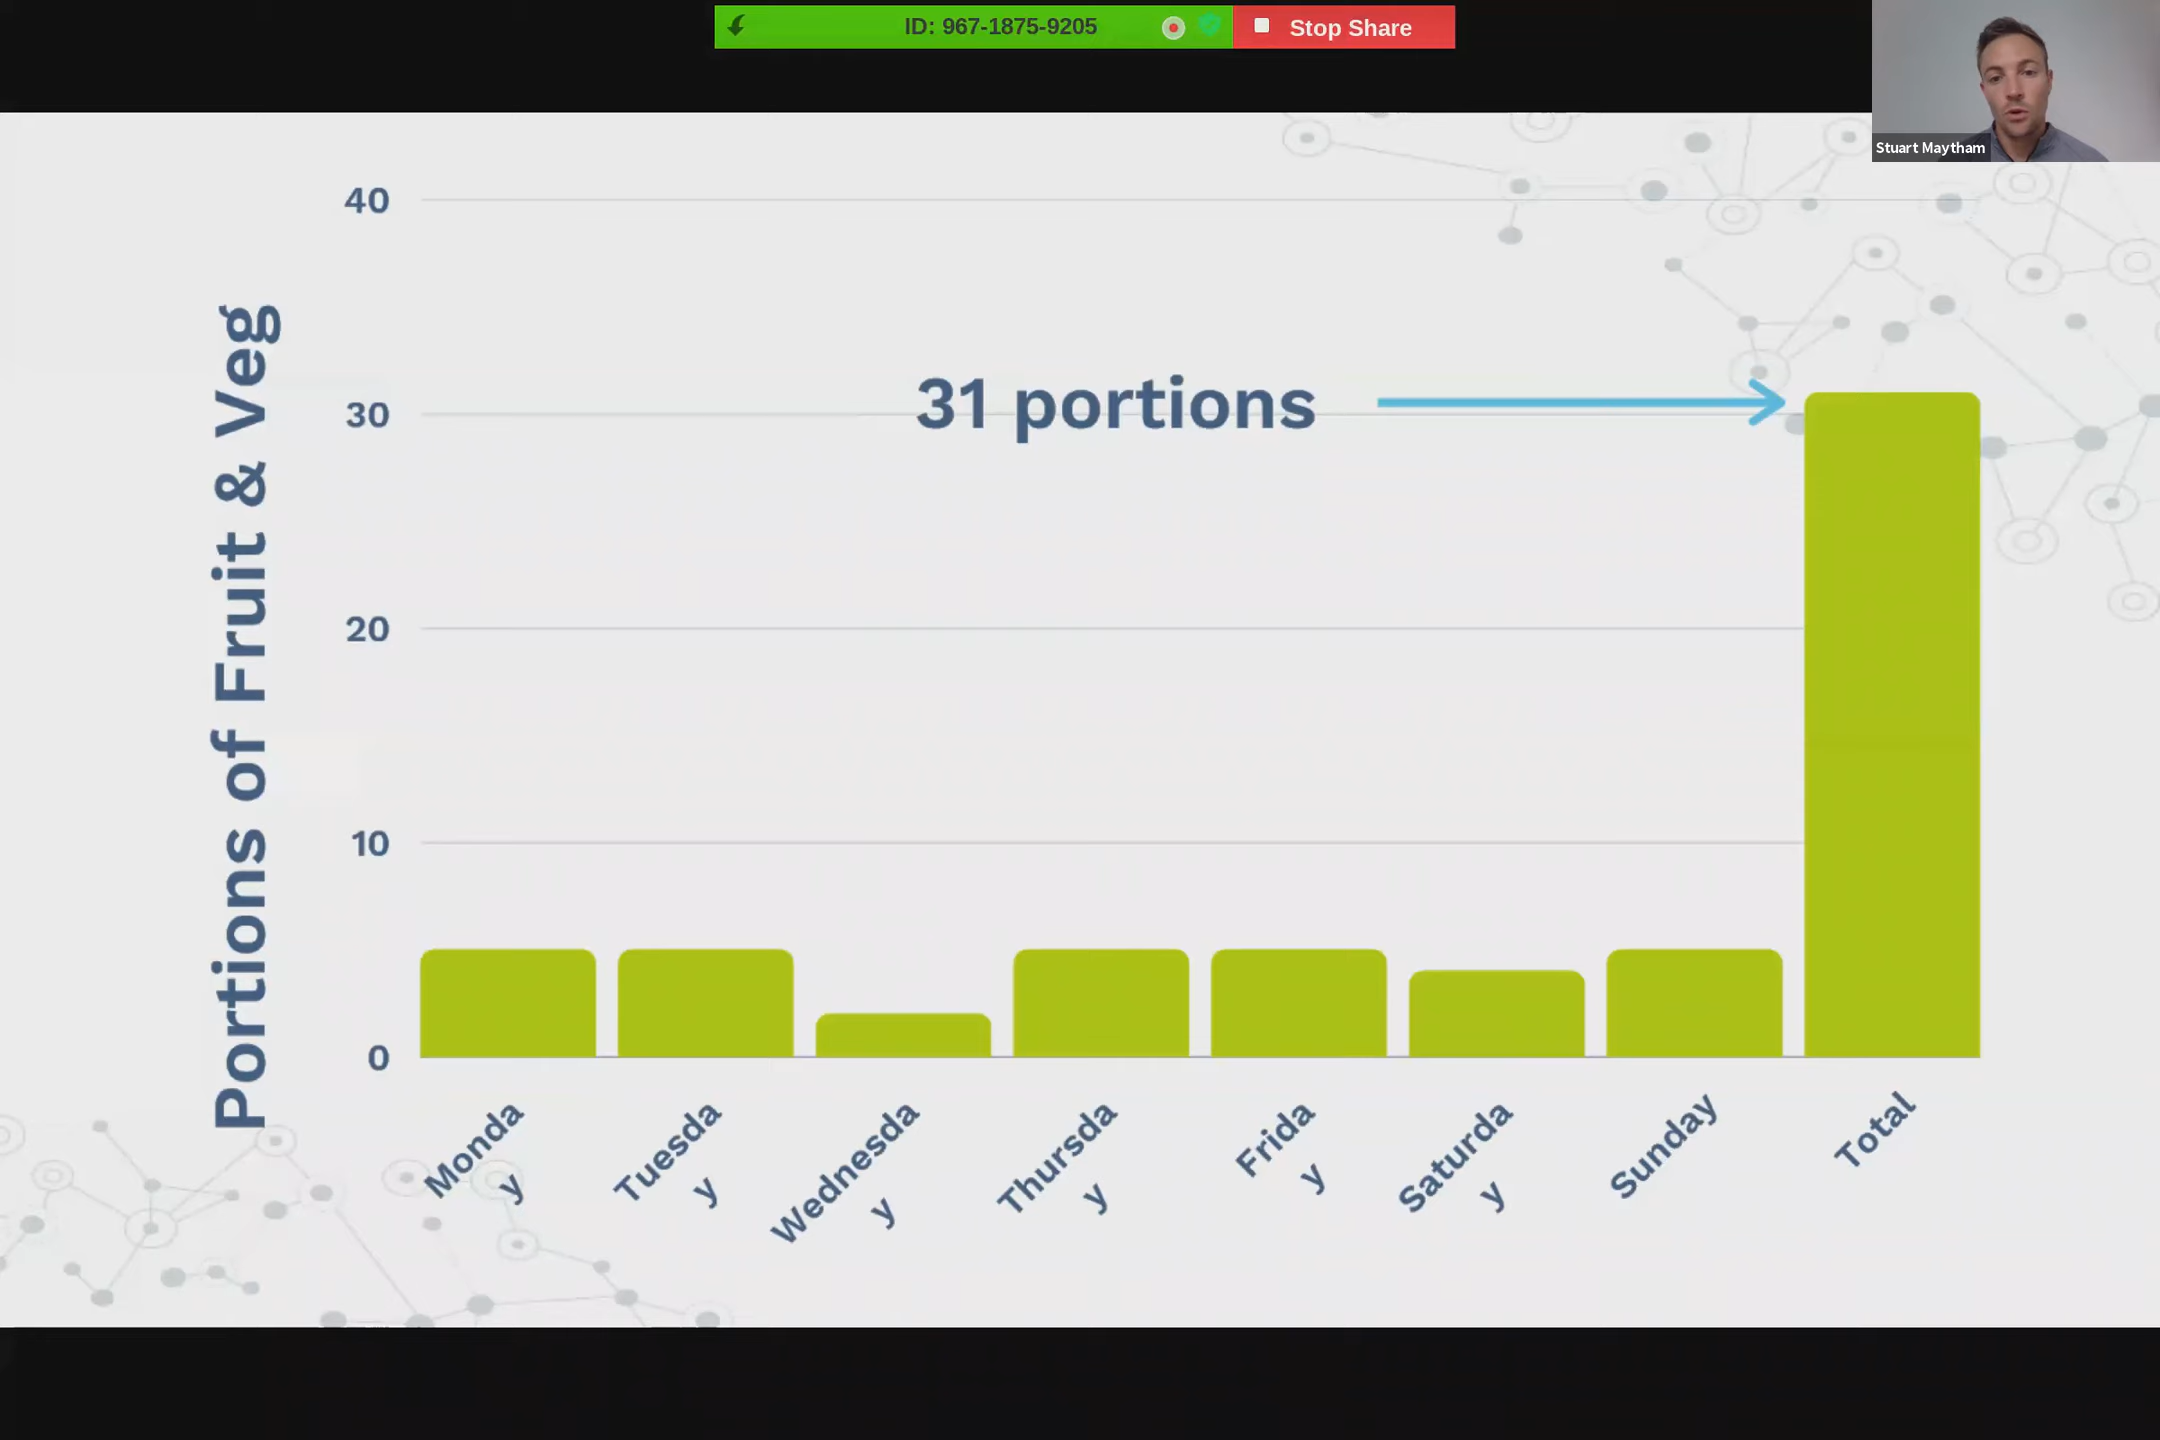 ID: 967-1875-9205
Stop Share
Stuart Maytham
40
Portions of Fruit & Veg
31 portions
30
20
10
0
Monda
y
Tuesda
y
Wednesda
y
Thursda
y
Frida
y
Saturda
y
Sunday
Total